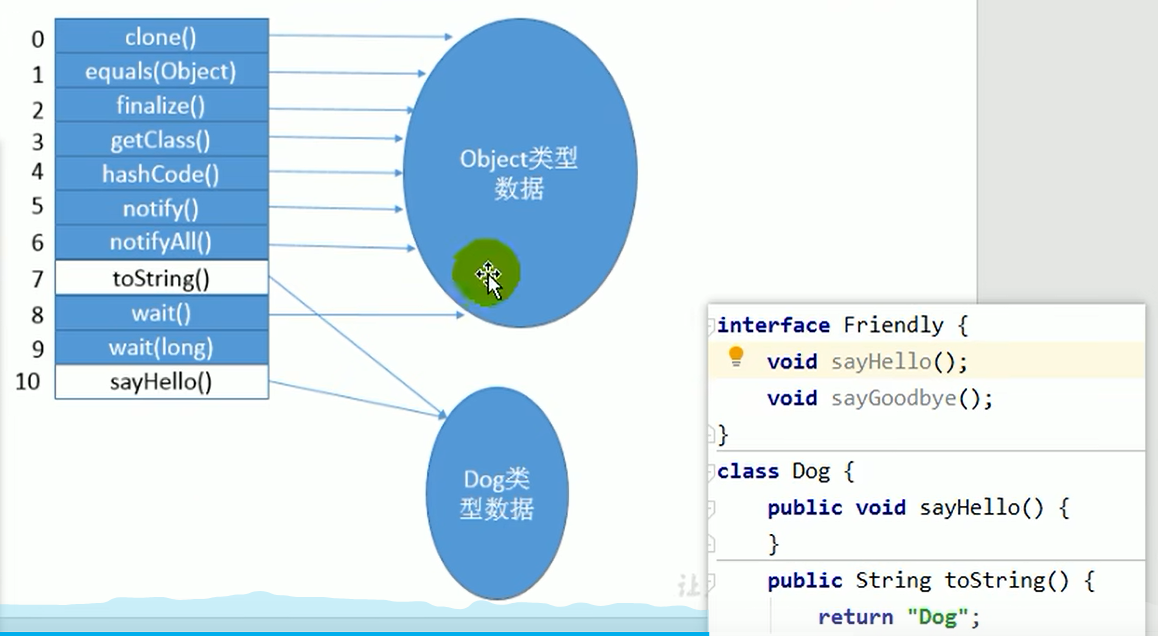 0 clone()
1 equals(Object)
2 finalize()
3 getClass()
4 hashCode()
5 notify()
6 notifyAll()
7 toString()
8 wait()
9 wait(long)
10 sayHello()
Object类型
数据
Dog类
型数据
interface Friendly {
void sayHello();
void sayGoodbye();
}
class Dog {
public void sayHello() {
}
public String toString() {
return "Dog";
让